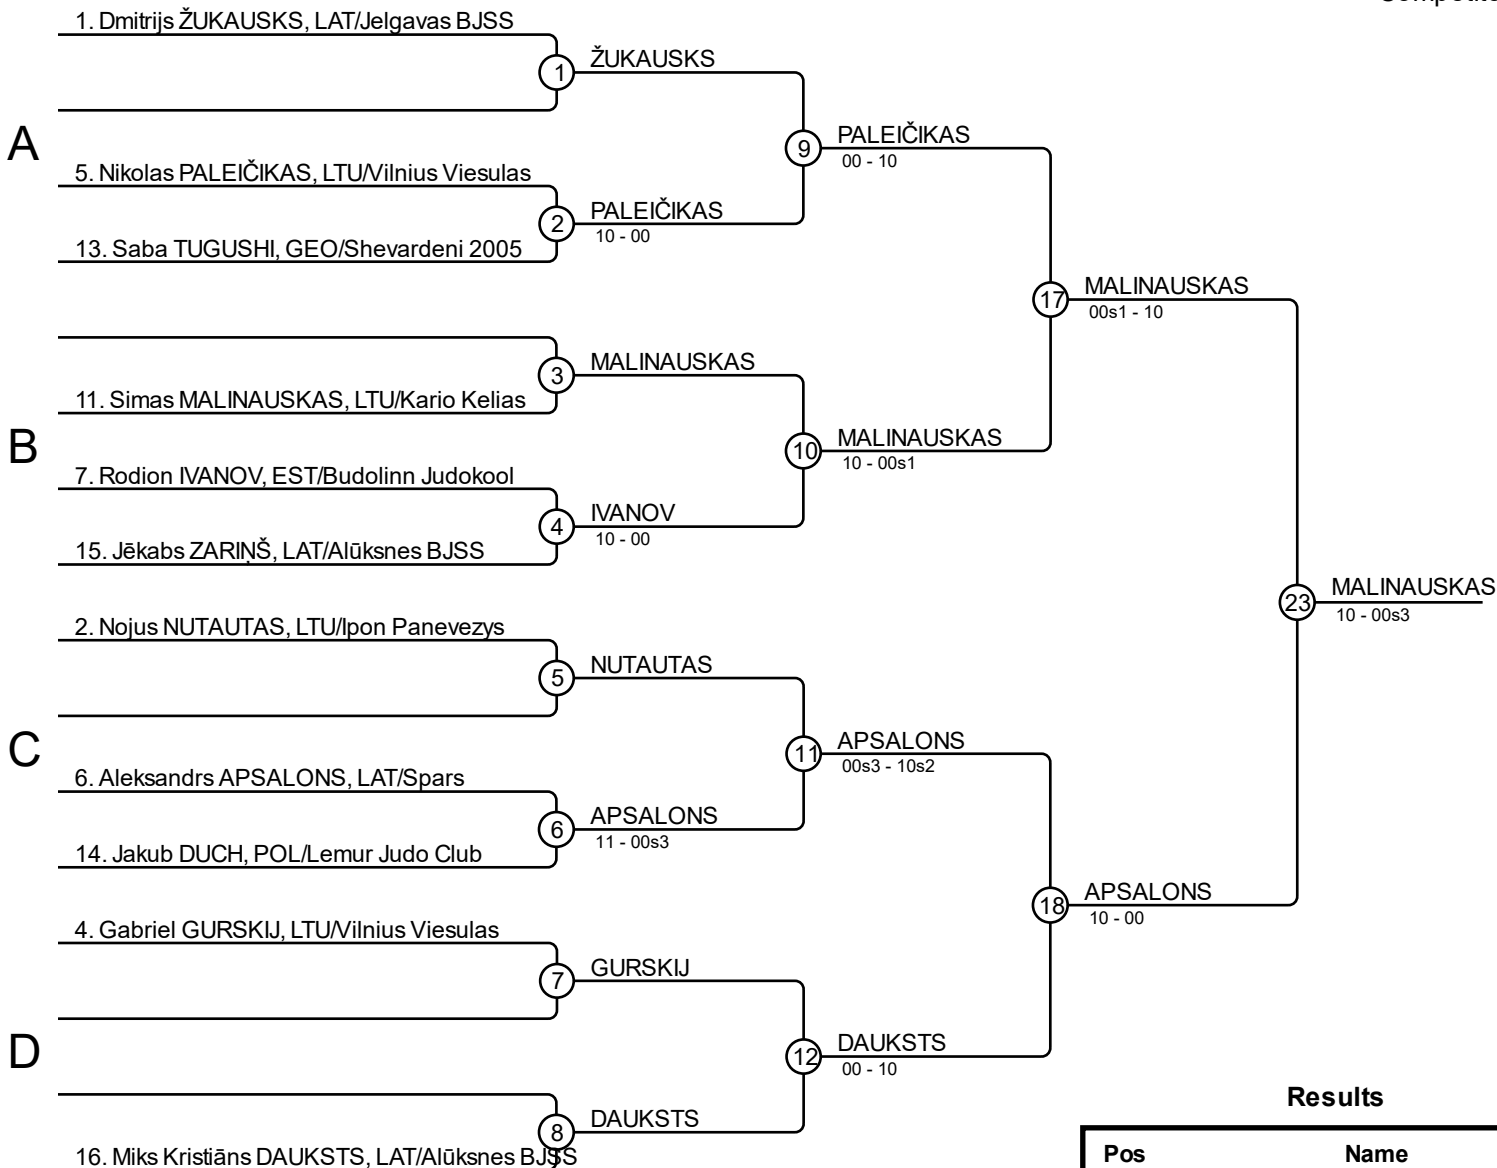 1. Dmitrijs ŽUKAUSKS, LAT/Jelgavas BJSS
1
ŽUKAUSKS
A
9
PALEIČIKAS
00 - 10
5. Nikolas PALEIČIKAS, LTU/Vilnius Viesulas
2
PALEIČIKAS
10 - 00
13. Saba TUGUSHI, GEO/Shevardeni 2005
17
MALINAUSKAS
00s1 - 10
3
MALINAUSKAS
11. Simas MALINAUSKAS, LTU/Kario Kelias
B
10
MALINAUSKAS
10 - 00s1
7. Rodion IVANOV, EST/Budolinn Judokool
4
IVANOV
10 - 00
15. Jēkabs ZARIŅŠ, LAT/Alūksnes BJSS
23
MALINAUSKAS
10 - 00s3
2. Nojus NUTAUTAS, LTU/Ipon Panevezys
5
NUTAUTAS
C
11
APSALONS
00s3 - 10s2
6. Aleksandrs APSALONS, LAT/Spars
6
APSALONS
11 - 00s3
14. Jakub DUCH, POL/Lemur Judo Club
18
APSALONS
10 - 00
4. Gabriel GURSKIJ, LTU/Vilnius Viesulas
7
GURSKIJ
D
12
DAUKSTS
00 - 10
8
DAUKSTS
16. Miks Kristiāns DAUKSTS, LAT/Alūksnes BJSS
Results
Pos Name